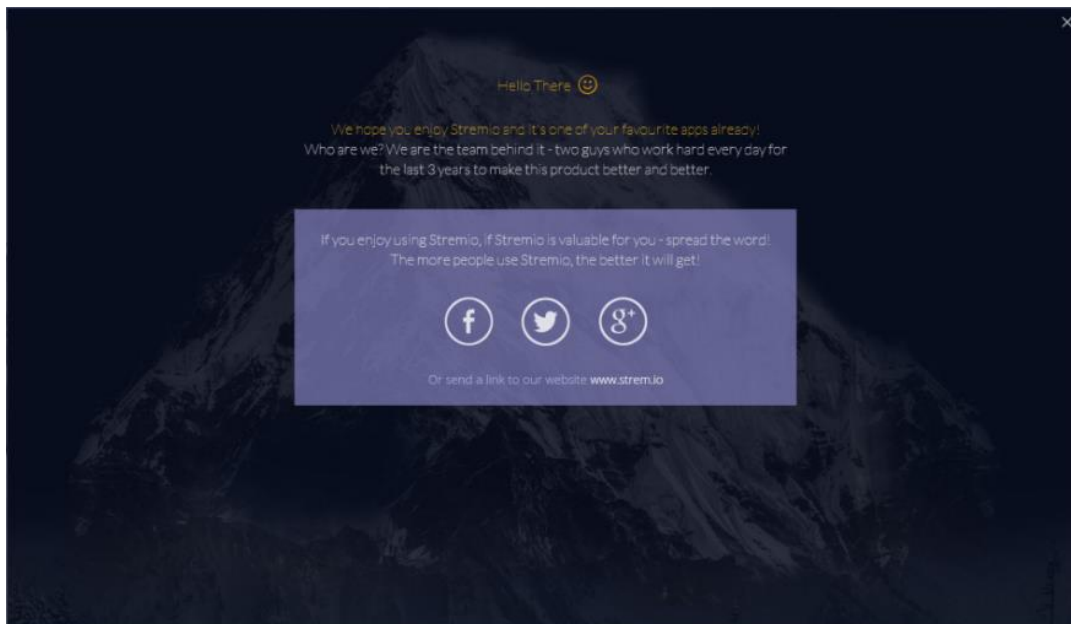 Hello There
We hope you enjoy Stremio and it's one of your favourite apps already!
Who are we? We are the team behind it - two guys who work hard every day for
the last 3 years to make this product better and better.
If you enjoy using Stremio, if Stremio is valuable for you - spread the word!
The more people use Stremio, the better it will get!
f
g+
Or send a link to our website www.strem.io